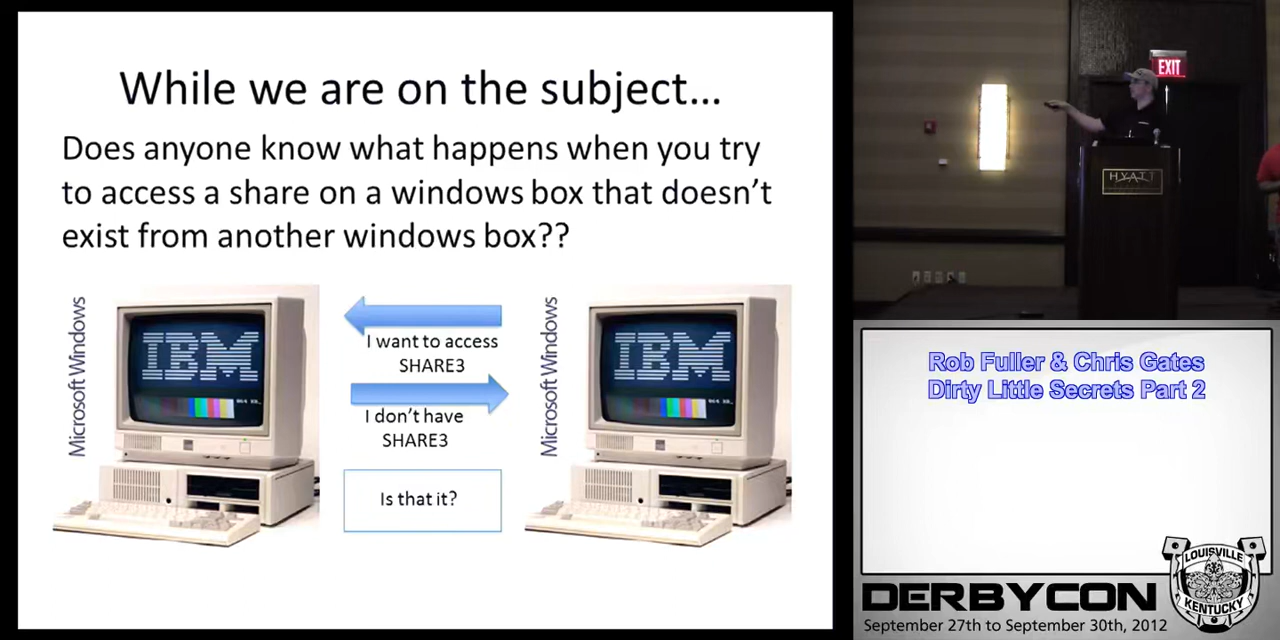 While we are on the subject...
Does anyone know what happens when you try
to access a share on a windows box that doesn't
exist from another windows box??
Microsoft Windows
IBM
I want to access
SHARE3
I don't have
SHARE3
Is that it?
Microsoft Windows
IBM
EXIT
HYATT
Rob Fuller & Chris Gates
Dirty Little Secrets Part 2
LOUISVILLE
KENTUCKY
DERBYCON
September 27th to September 30th, 2012